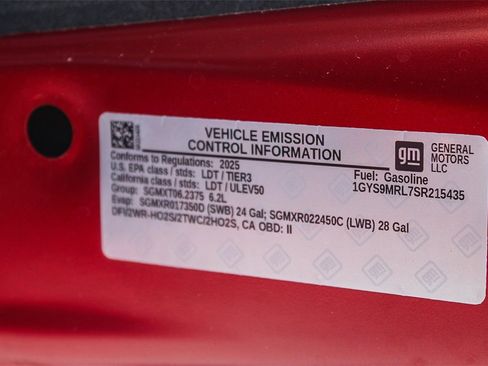 VEHICLE EMISSION
CONTROL INFORMATION
gm
GENERAL
MOTORS
LLC
Conforms to Regulations: 2025
U.S. EPA class / stds: LDT / TIER3
California class / stds: LDT / ULEV50
Group: SGMXT06.2375 6.2L
Evap: SGMXR017350D (SWB) 24 Gal; SGMXR022450C (LWB) 28 Gal
DFI/2WR-HO2S/2TWC/2HO2S, CA OBD: II
Fuel: Gasoline
1GYS9MRL7SR215435